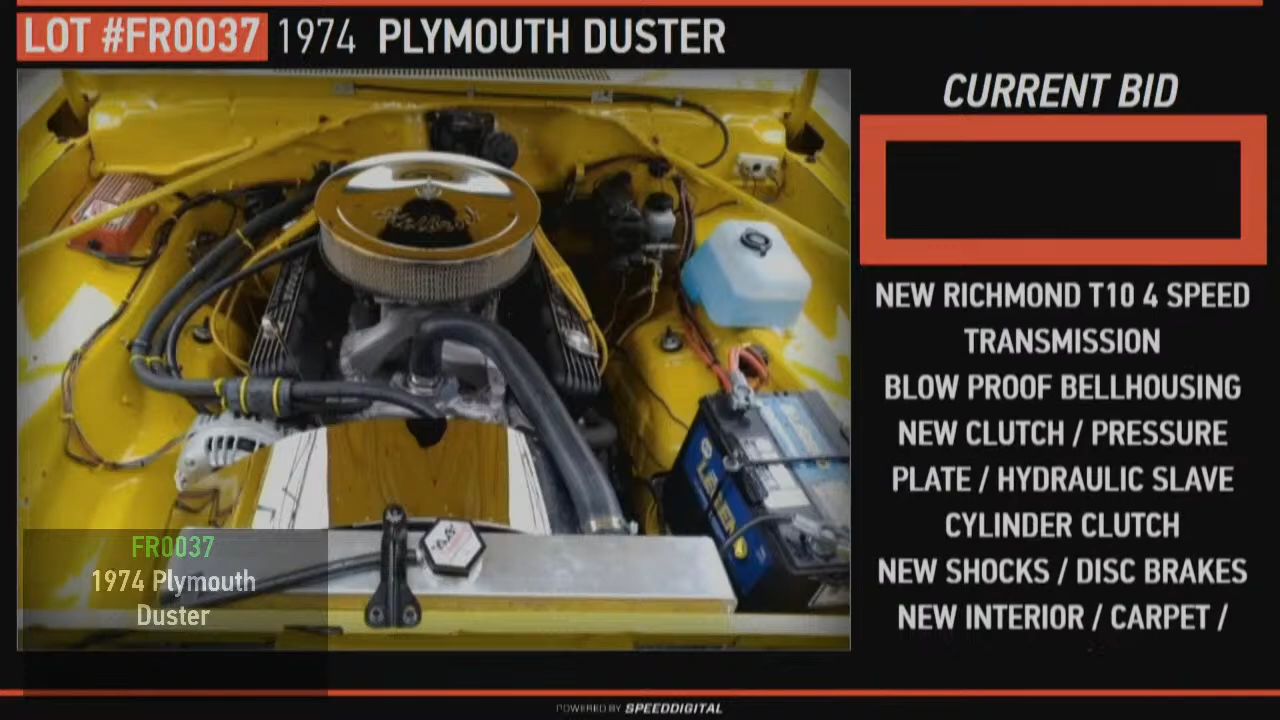 LOT #FR0037 1974 PLYMOUTH DUSTER
CURRENT BID
NEW RICHMOND T10 4 SPEED
TRANSMISSION
BLOW PROOF BELLHOUSING
NEW CLUTCH / PRESSURE
PLATE / HYDRAULIC SLAVE
CYLINDER CLUTCH
NEW SHOCKS / DISC BRAKES
NEW INTERIOR / CARPET /
FR0037
1974 Plymouth
Duster
POWERED BY SPEEDDIGITAL